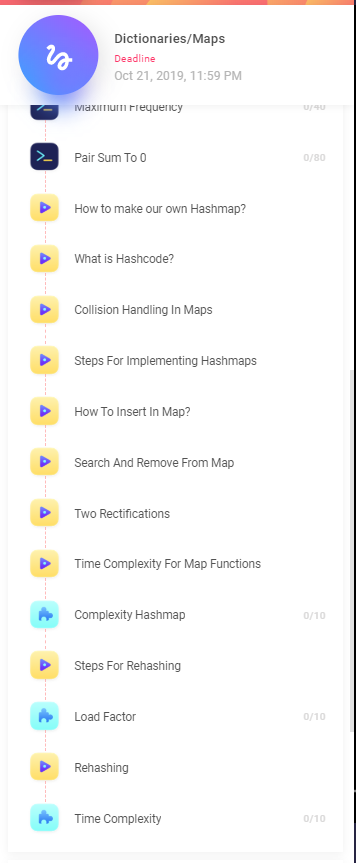 Dictionaries/Maps
Deadline
Oct 21, 2019, 11:59 PM
Maximum Frequency 0/40
Pair Sum To 0 0/80
How to make our own Hashmap?
What is Hashcode?
Collision Handling In Maps
Steps For Implementing Hashmaps
How To Insert In Map?
Search And Remove From Map
Two Rectifications
Time Complexity For Map Functions
Complexity Hashmap 0/10
Steps For Rehashing
Load Factor 0/10
Rehashing
Time Complexity 0/10